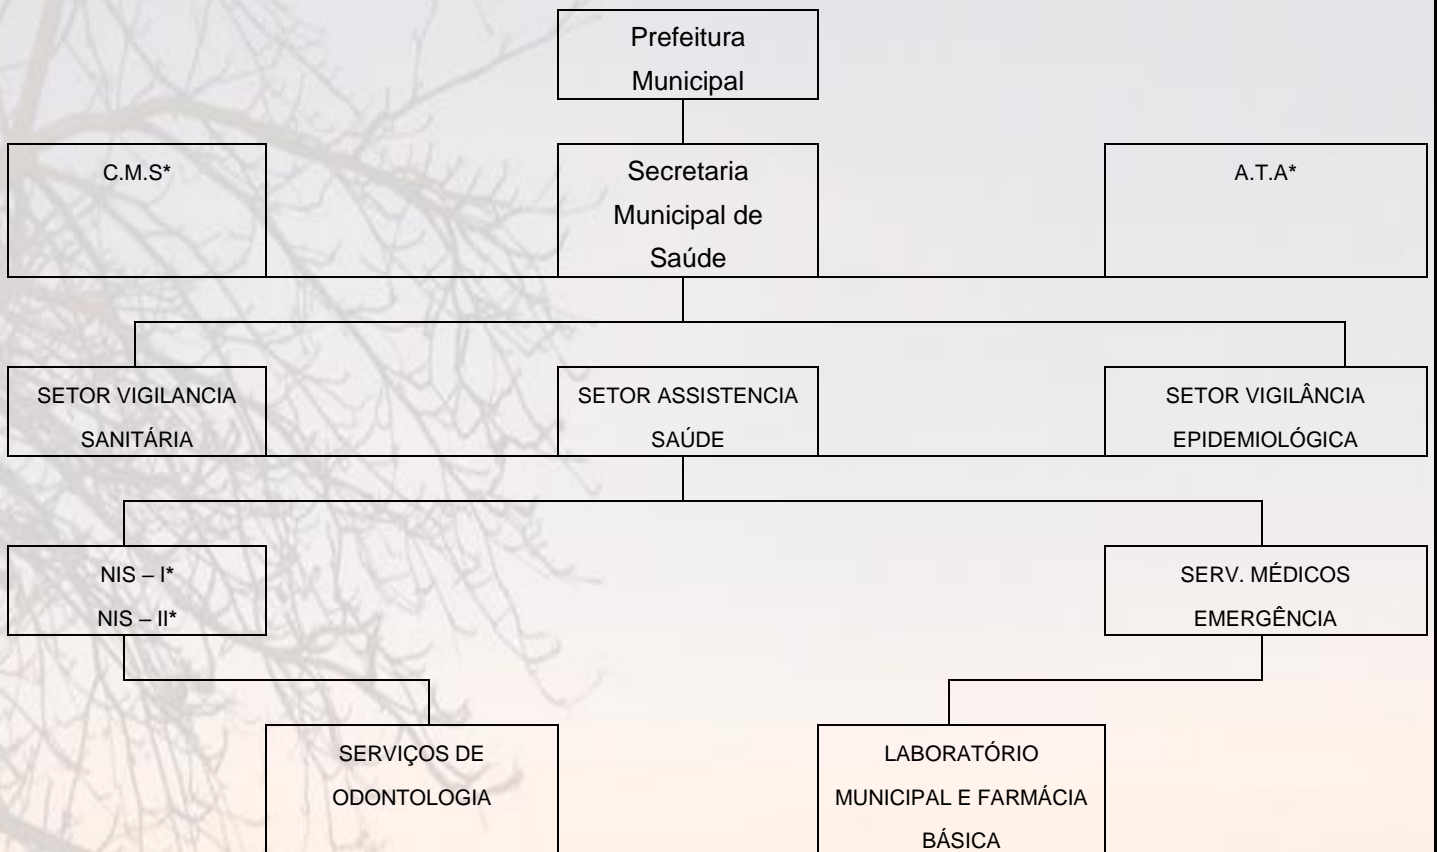 Prefeitura
Municipal
C.M.S*
Secretaria
Municipal de
Saúde
A.T.A*
SETOR VIGILANCIA
SANITÁRIA
SETOR ASSISTENCIA
SAÚDE
SETOR VIGILÂNCIA
EPIDEMIOLÓGICA
NIS – I*
NIS – II*
SERV. MÉDICOS
EMERGÊNCIA
SERVIÇOS DE
ODONTOLOGIA
LABORATÓRIO
MUNICIPAL E FARMÁCIA
BÁSICA